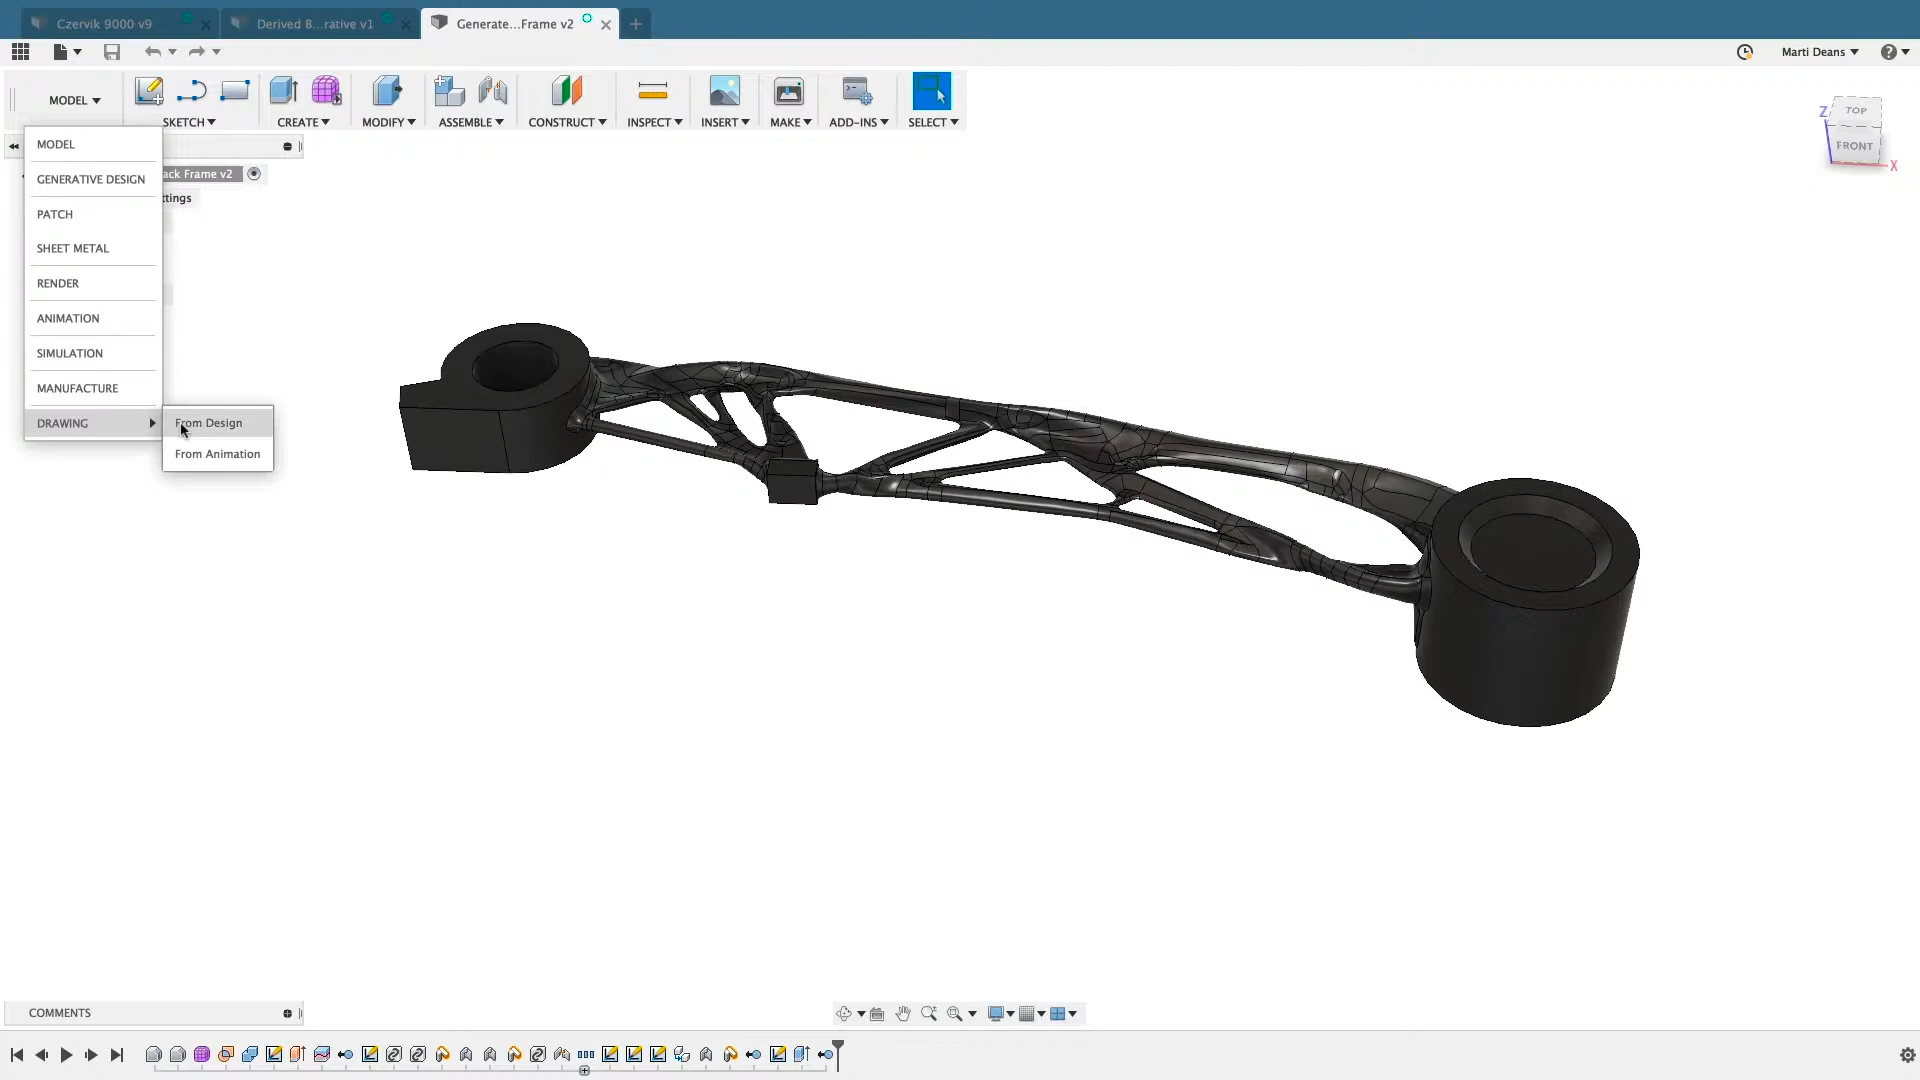 Czervik 9000 v9
Derived B...rative v1
Generate...Frame v2
Marti Deans
MODEL
SKETCH
CREATE
MODIFY
ASSEMBLE
CONSTRUCT
INSPECT
INSERT
MAKE
ADD-INS
SELECT
TOP
FRONT
Z
X
MODEL
GENERATIVE DESIGN
PATCH
SHEET METAL
RENDER
ANIMATION
SIMULATION
MANUFACTURE
DRAWING
ack Frame v2
ttings
From Design
From Animation
COMMENTS